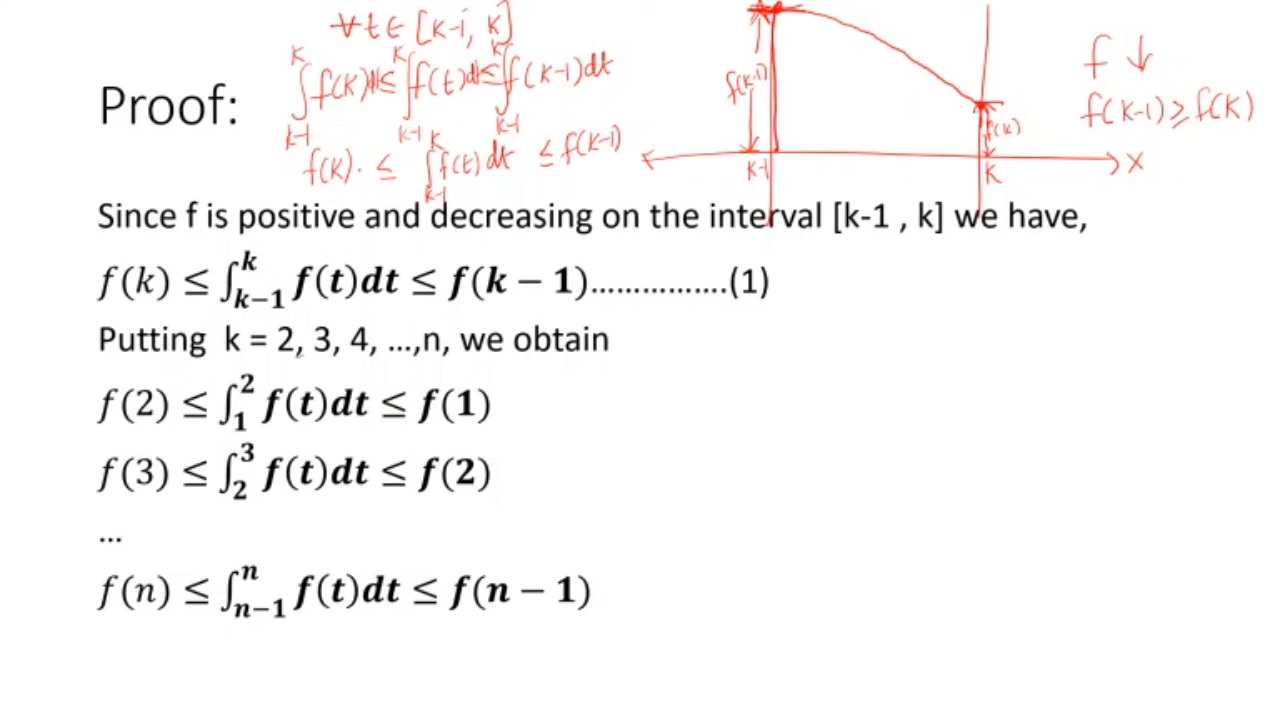 ∀t ∈ [k-1, k]
∫_{k-1}^{k} f(k)dt ≤ ∫_{k-1}^{k} f(t)dt ≤ ∫_{k-1}^{k} f(k-1)dt
f(k). ≤ ∫_{k-1}^{k} f(t)dt ≤ f(k-1)
f(k-1)
f(k)
k-1
k
x
f ↓
f(k-1) ≥ f(k)
Proof:
Since f is positive and decreasing on the interval [k-1 , k] we have,
f(k) ≤ ∫_{k−1}^{k} f(t)dt ≤ f(k − 1)................(1)
Putting k = 2, 3, 4, ...,n, we obtain
f(2) ≤ ∫_{1}^{2} f(t)dt ≤ f(1)
f(3) ≤ ∫_{2}^{3} f(t)dt ≤ f(2)
...
f(n) ≤ ∫_{n−1}^{n} f(t)dt ≤ f(n − 1)